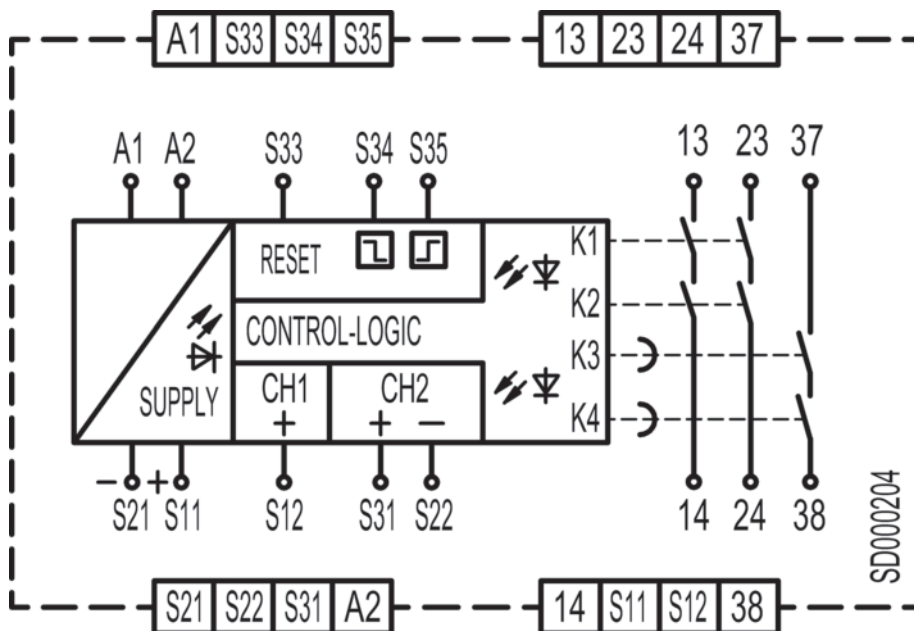 A1 S33 S34 S35 13 23 24 37
A1 A2 S33 S34 S35 13 23 37
RESET K1
K2
CONTROL-LOGIC
K3
SUPPLY CH1 CH2
+ + − K4
− + 
S21 S11 S12 S31 S22 14 24 38
SD000204
S21 S22 S31 A2 14 S11 S12 38